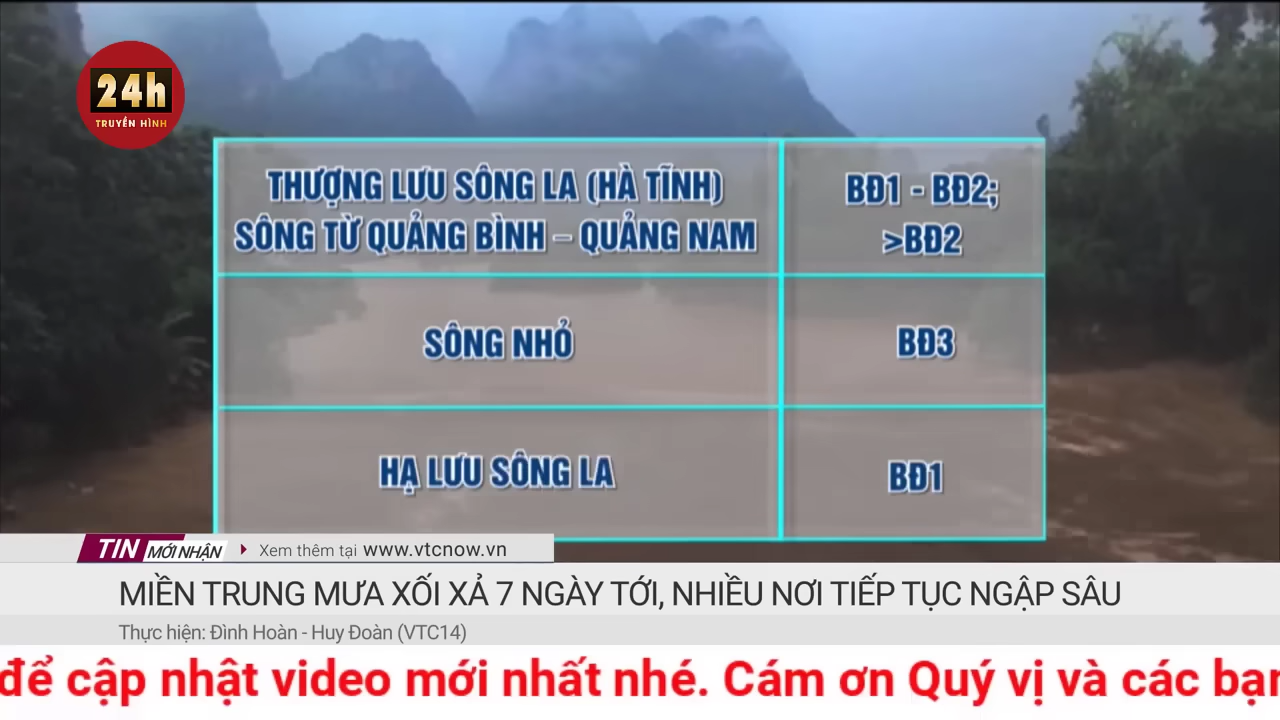 24h
TRUYỀN HÌNH
THƯỢNG LƯU SÔNG LA (HÀ TĨNH)
SÔNG TỪ QUẢNG BÌNH – QUẢNG NAM
BĐ1 - BĐ2;
>BĐ2
SÔNG NHỎ
BĐ3
HẠ LƯU SÔNG LA
BĐ1
TIN MỚI NHẬN Xem thêm tại www.vtcnow.vn
MIỀN TRUNG MƯA XỐI XẢ 7 NGÀY TỚI, NHIỀU NƠI TIẾP TỤC NGẬP SÂU
Thực hiện: Đình Hoàn - Huy Đoàn (VTC14)
để cập nhật video mới nhất nhé. Cám ơn Quý vị và các bạn